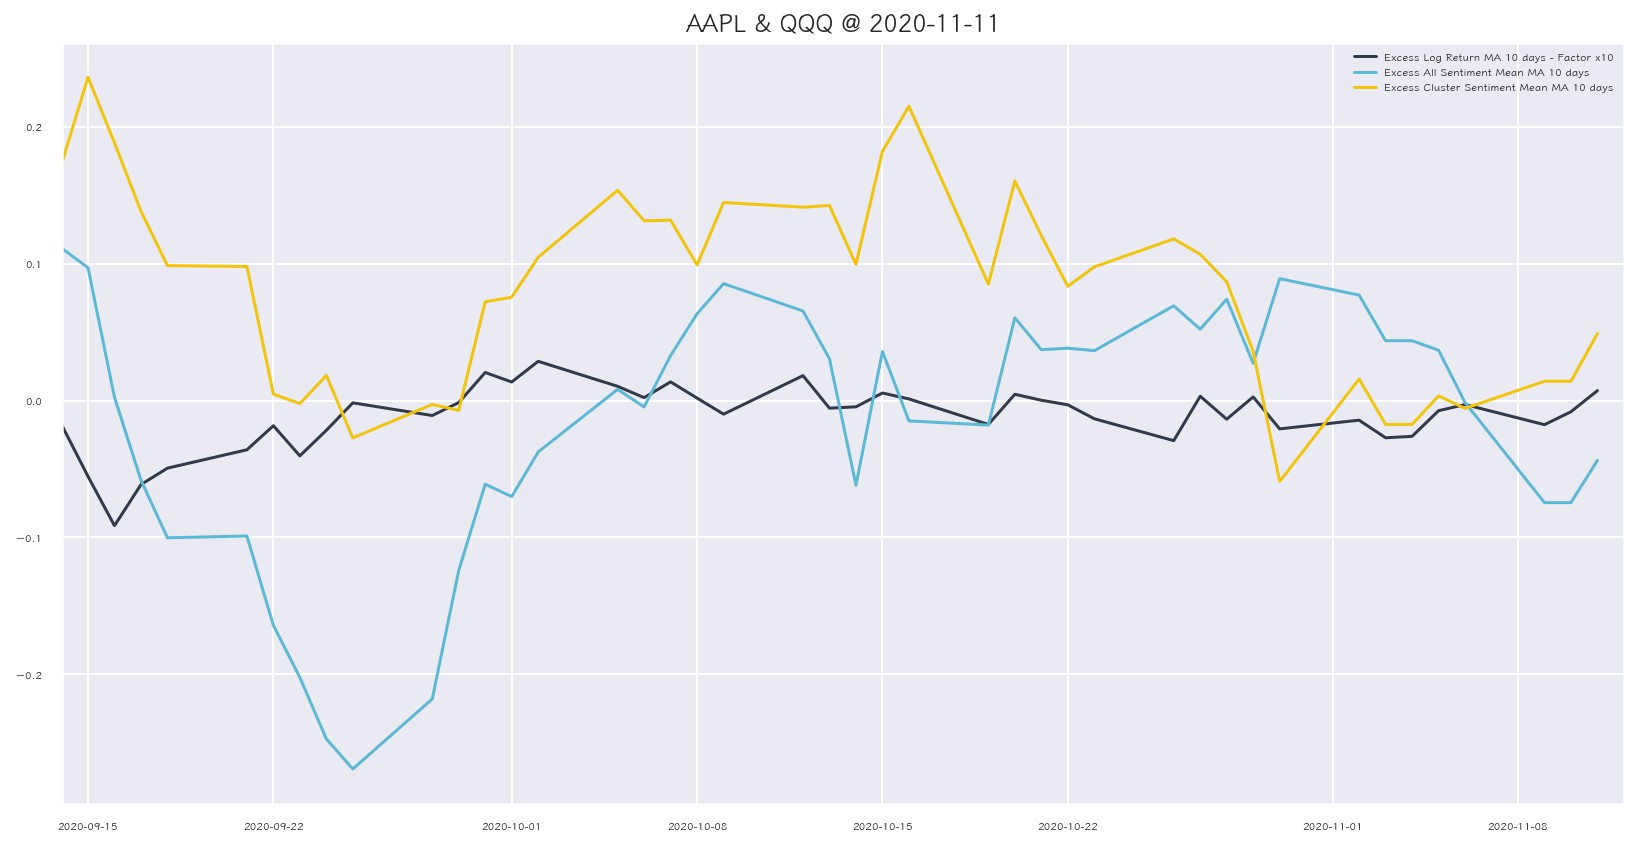 AAPL & QQQ @ 2020-11-11
Excess Log Return MA 10 days - Factor x10
Excess All Sentiment Mean MA 10 days
Excess Cluster Sentiment Mean MA 10 days
0.2
0.1
0.0
−0.1
−0.2
2020-09-15 2020-09-22 2020-10-01 2020-10-08 2020-10-15 2020-10-22 2020-11-01 2020-11-08